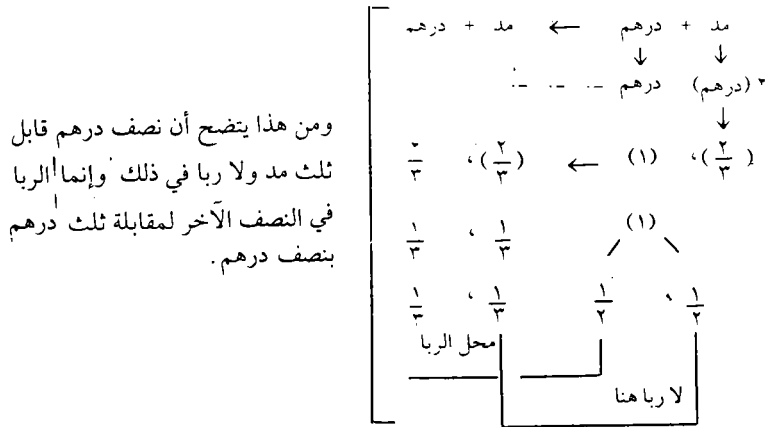 مد + درهم ← مد + درهم
↓ ↓
٢ (درهم) درهم
↓
(٢/٣)، (١) ← (٢/٣)، ٢/٣
(١) ١/٣ ، ١/٣
١/٢ ، ١/٢ ١/٣ ، ١/٣
محل الربا
لا ربا هنا
ومن هذا يتضح أن نصف درهم قابل
ثلث مد ولا ربا في ذلك وإنما الربا
في النصف الآخر لمقابلة ثلث درهم
بنصف درهم.